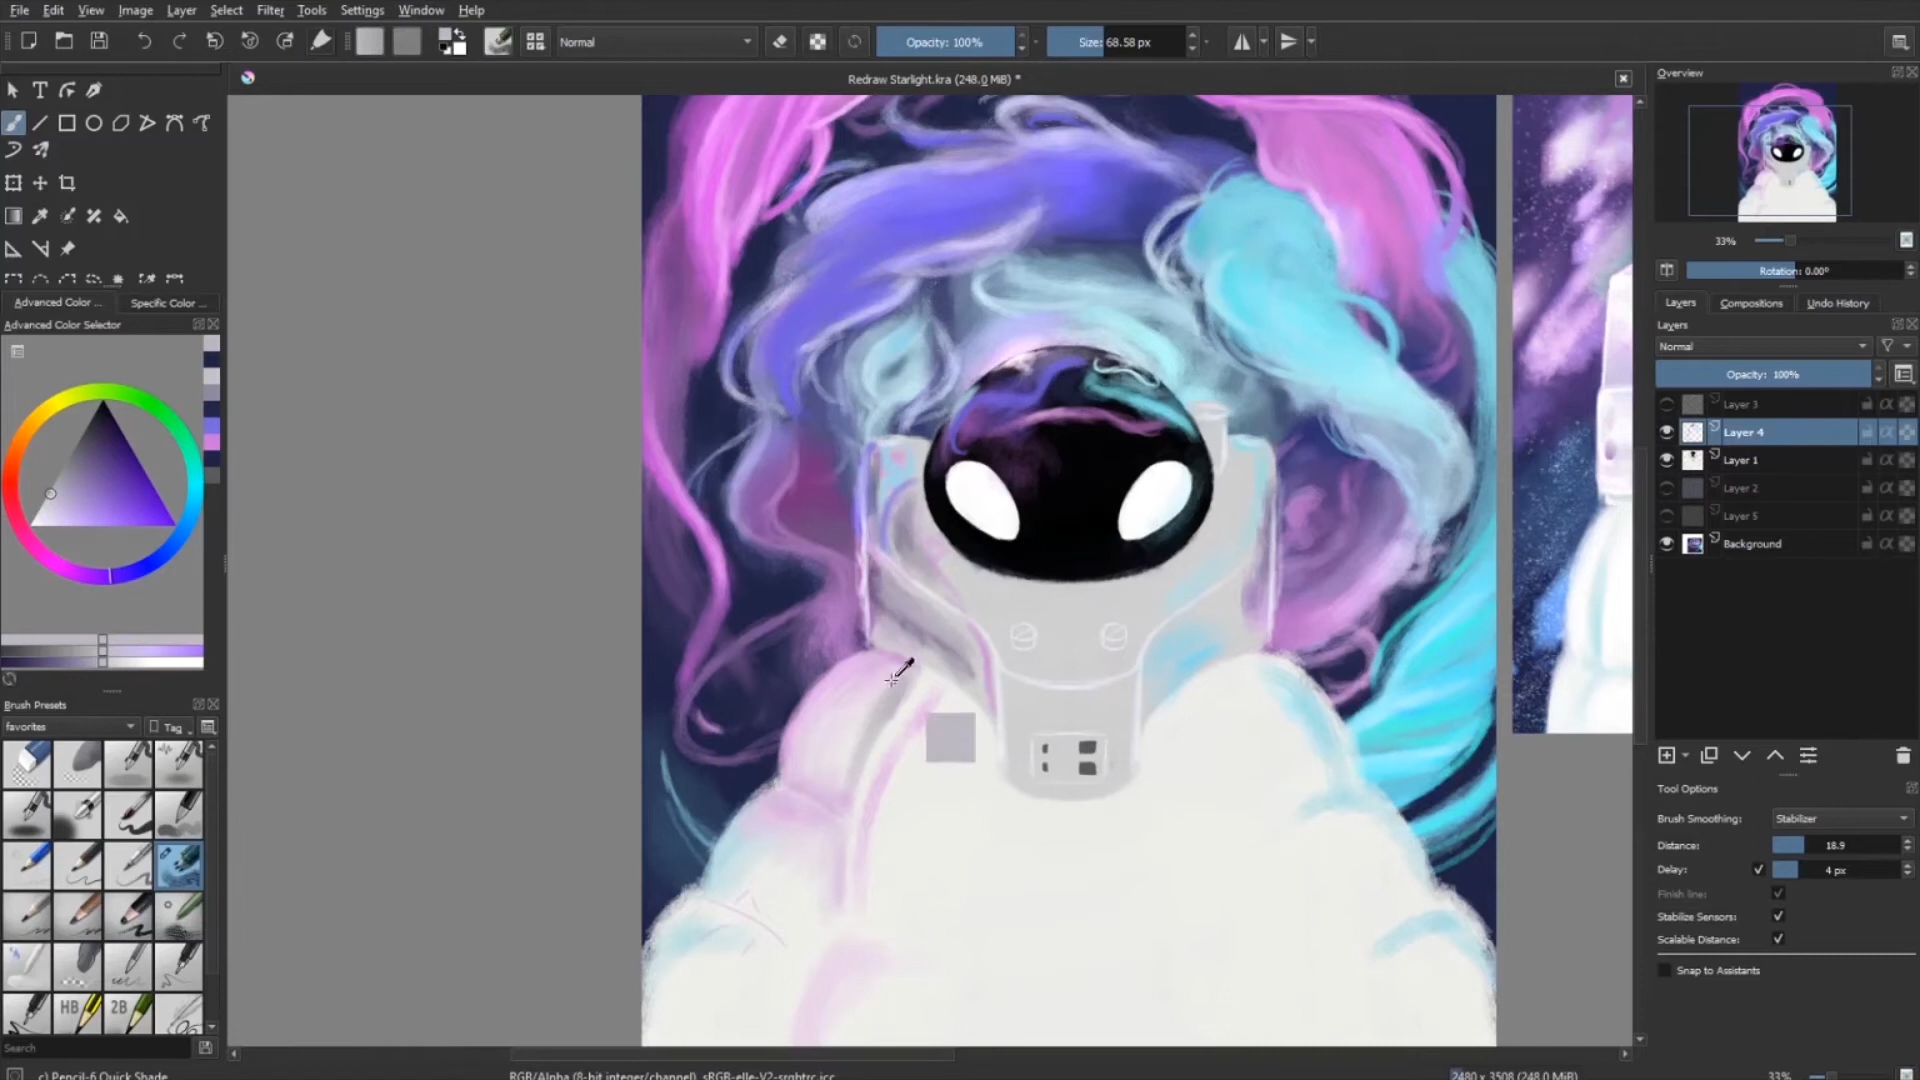 File Edit View Image Layer Select Filter Tools Settings Window Help
Normal Opacity: 100% Size: 68.58 px
Redraw Starlight.kra (248.0 MiB) *
Overview
33%
Rotation: 0.00°
Advanced Color ... Specific Color ...
Advanced Color Selector
Layers Compositions Undo History
Layers
Normal
Opacity: 100%
Layer 3
Layer 4
Layer 1
Layer 2
Layer 5
Background
Brush Presets
favorites Tag
HB 2B
Search
Tool Options
Brush Smoothing: Stabilizer
Distance: 18.9
Delay: 4 px
Finish line:
Stabilize Sensors:
Scalable Distance:
Snap to Assistants
c) Pencil-6 Quick Shade RGB/Alpha (8-bit integer/channel), sRGB-elle-V2-srgbtrc.icc 2480 x 3508 (248.0 MiB) 33%